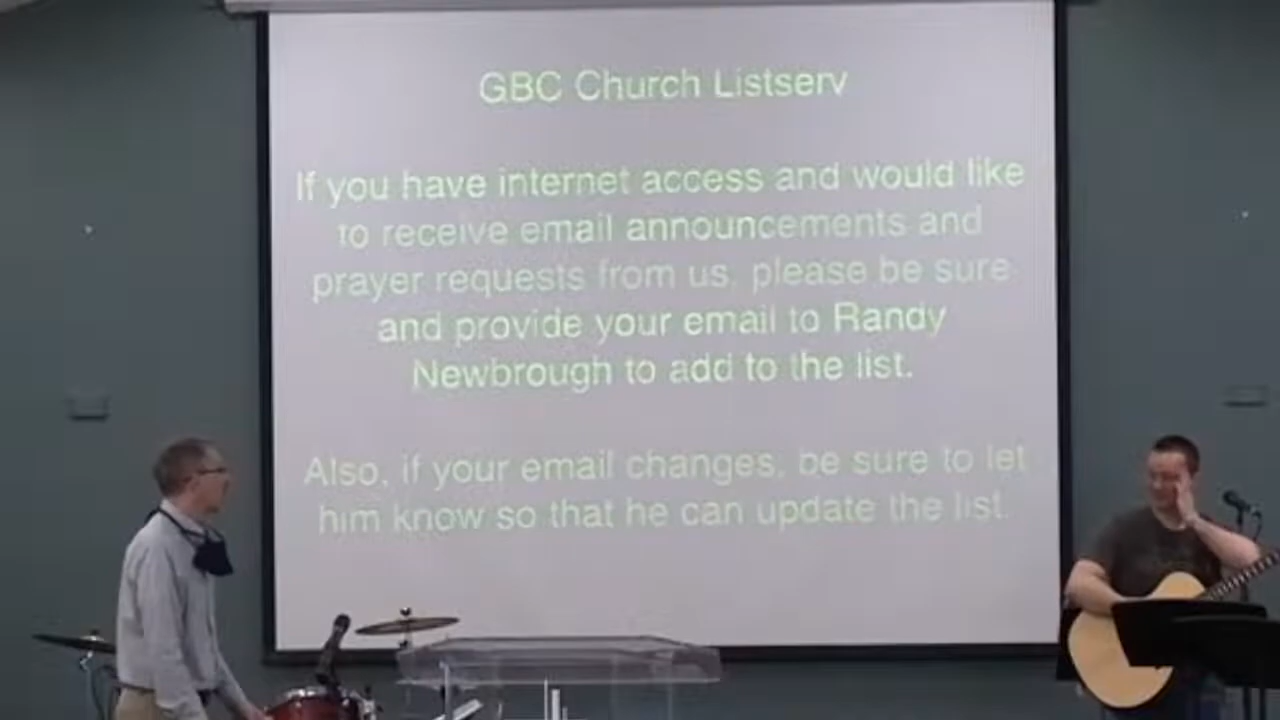 GBC Church Listserv
If you have internet access and would like
to receive email announcements and
prayer requests from us, please be sure
and provide your email to Randy
Newbrough to add to the list.
Also, if your email changes, be sure to let
him know so that he can update the list.